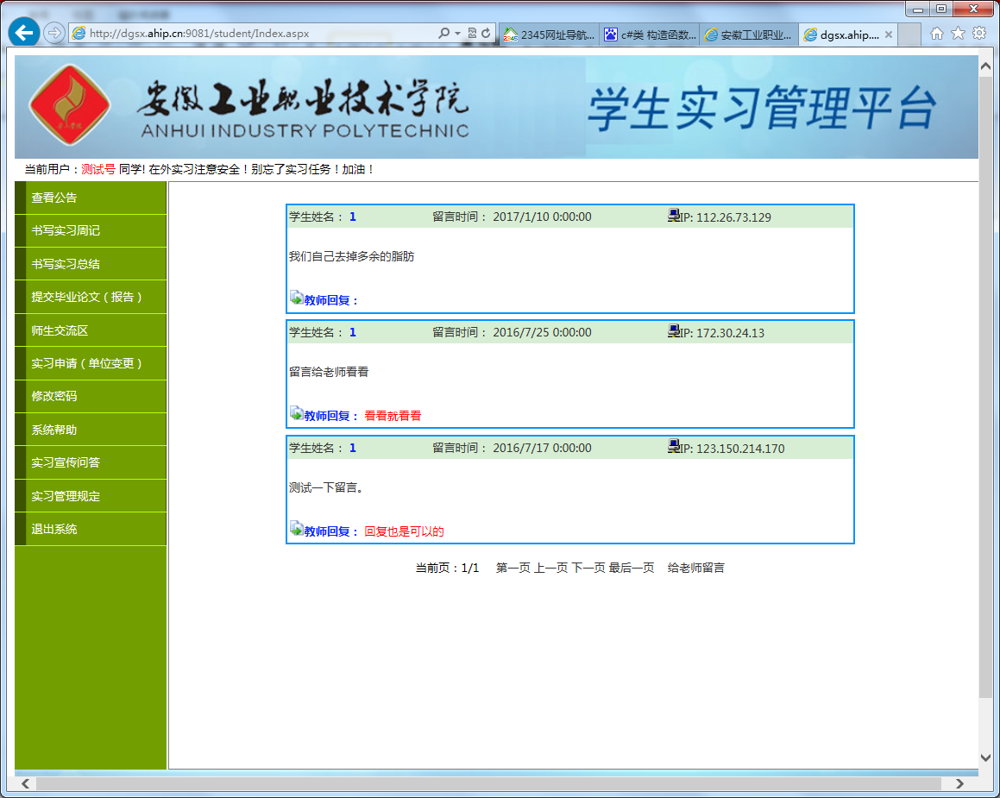 http://dgsx.ahip.cn:9081/student/Index.aspx
2345网址导航...
c#类 构造函数...
安徽工业职业...
dgsx.ahip....
安徽工业职业技术学院
ANHUI INDUSTRY POLYTECHNIC
学生实习管理平台
当前用户：测试号 同学! 在外实习注意安全！别忘了实习任务！加油！
查看公告
书写实习周记
书写实习总结
提交毕业论文（报告）
师生交流区
实习申请（单位变更）
修改密码
系统帮助
实习宣传问答
实习管理规定
退出系统
学生姓名： 1 留言时间： 2017/1/10 0:00:00 IP: 112.26.73.129
我们自己去掉多余的脂肪
教师回复：
学生姓名： 1 留言时间： 2016/7/25 0:00:00 IP: 172.30.24.13
留言给老师看看
教师回复： 看看就看看
学生姓名： 1 留言时间： 2016/7/17 0:00:00 IP: 123.150.214.170
测试一下留言。
教师回复： 回复也是可以的
当前页：1/1 第一页 上一页 下一页 最后一页 给老师留言